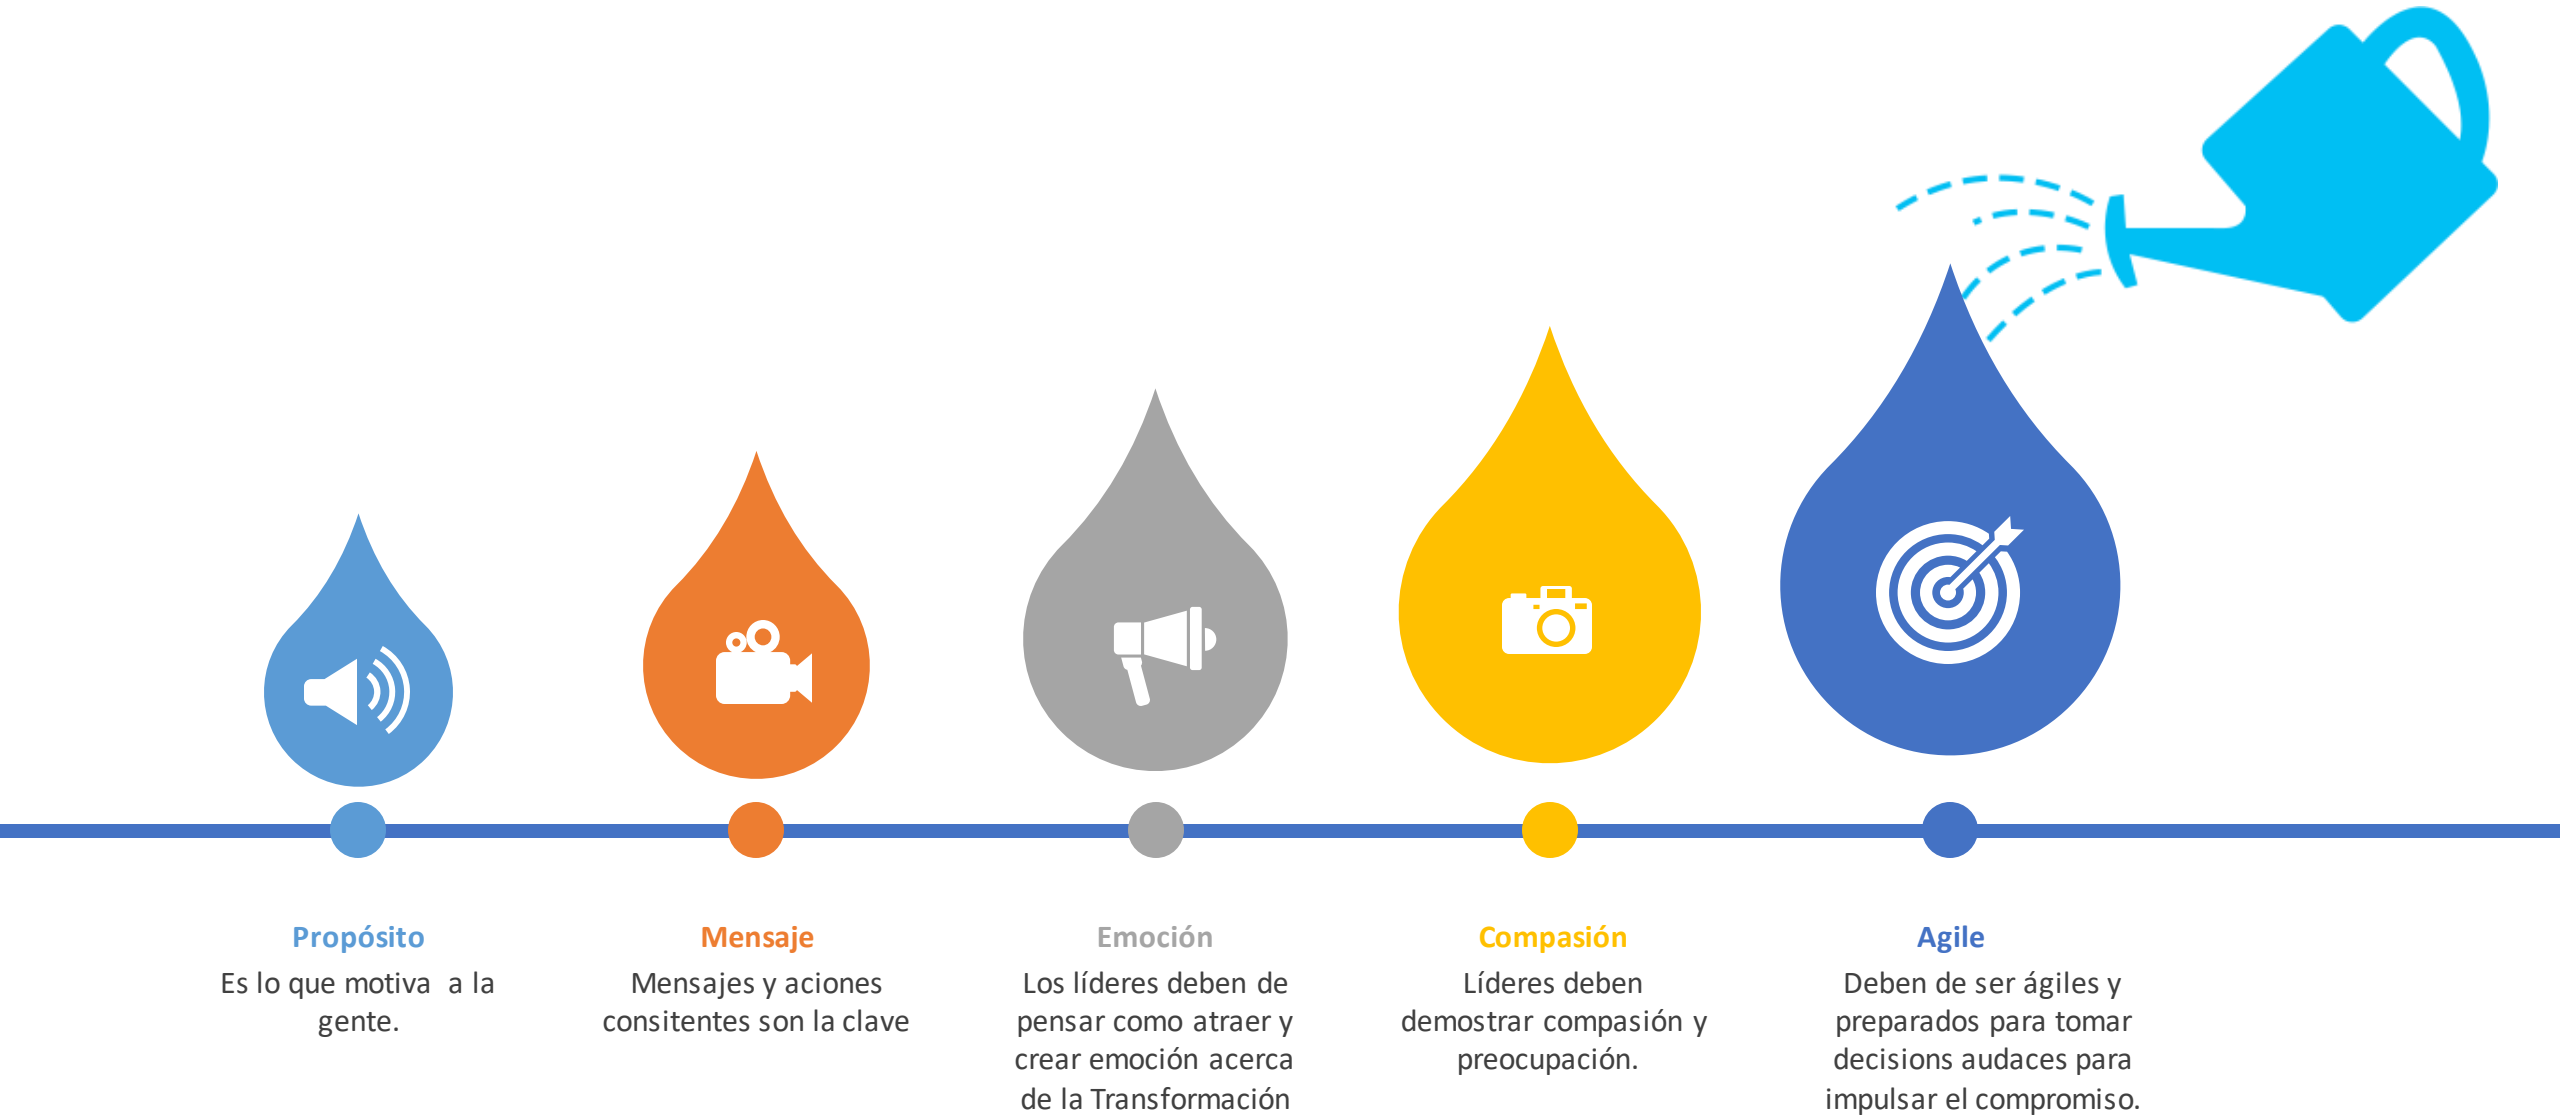 Propósito
Es lo que motiva  a la
gente.
Mensaje
Mensajes y aciones
consitentes son la clave
Emoción
Los líderes deben de
pensar como atraer y
crear emoción acerca
de la Transformación
Compasión
Líderes deben
demostrar compasión y
preocupación.
Agile
Deben de ser ágiles y
preparados para tomar
decisions audaces para
impulsar el compromiso.